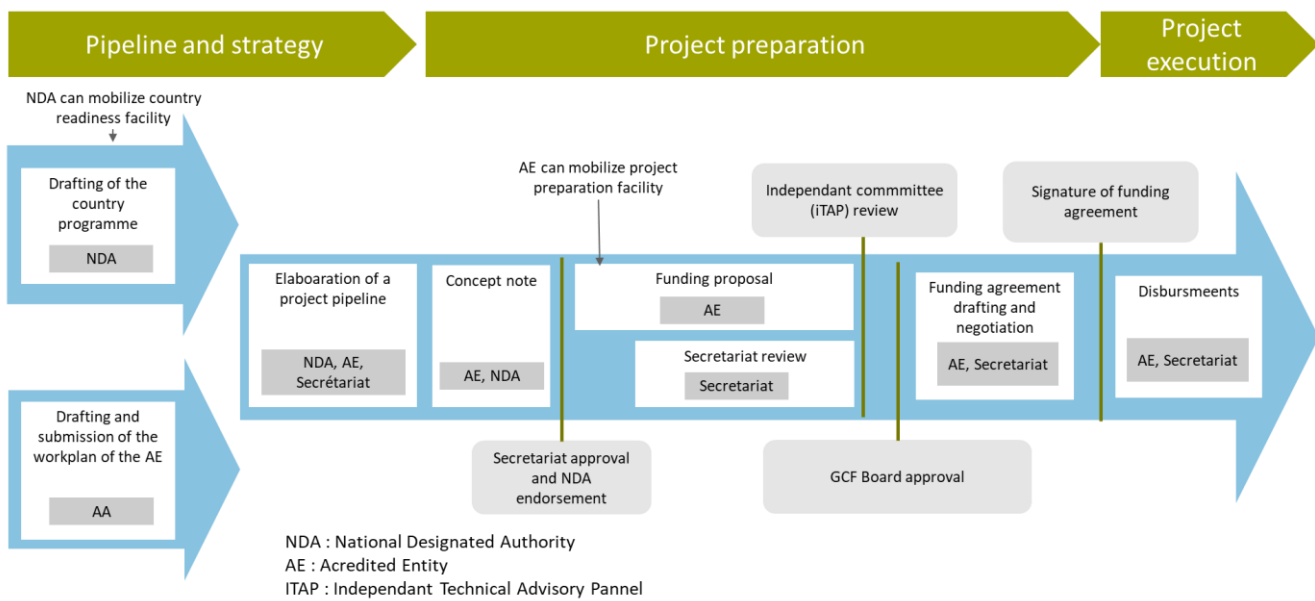 Pipeline and strategy
Project preparation
Project
execution
NDA can mobilize country
readiness facility
Drafting of the
country
programme
NDA
Drafting and
submission of the
workplan of the AE
AA
Elaboaration of a
project pipeline
NDA, AE,
Secrétariat
Concept note
AE, NDA
Secretariat approval
and NDA
endorsement
AE can mobilize project
preparation facility
Funding proposal
AE
Secretariat review
Secretariat
Independant commmittee
(iTAP) review
GCF Board approval
Funding agreement
drafting and
negotiation
AE, Secretariat
Signature of funding
agreement
Disbursmeents
AE, Secretariat
NDA : National Designated Authority
AE : Acredited Entity
ITAP : Independant Technical Advisory Pannel